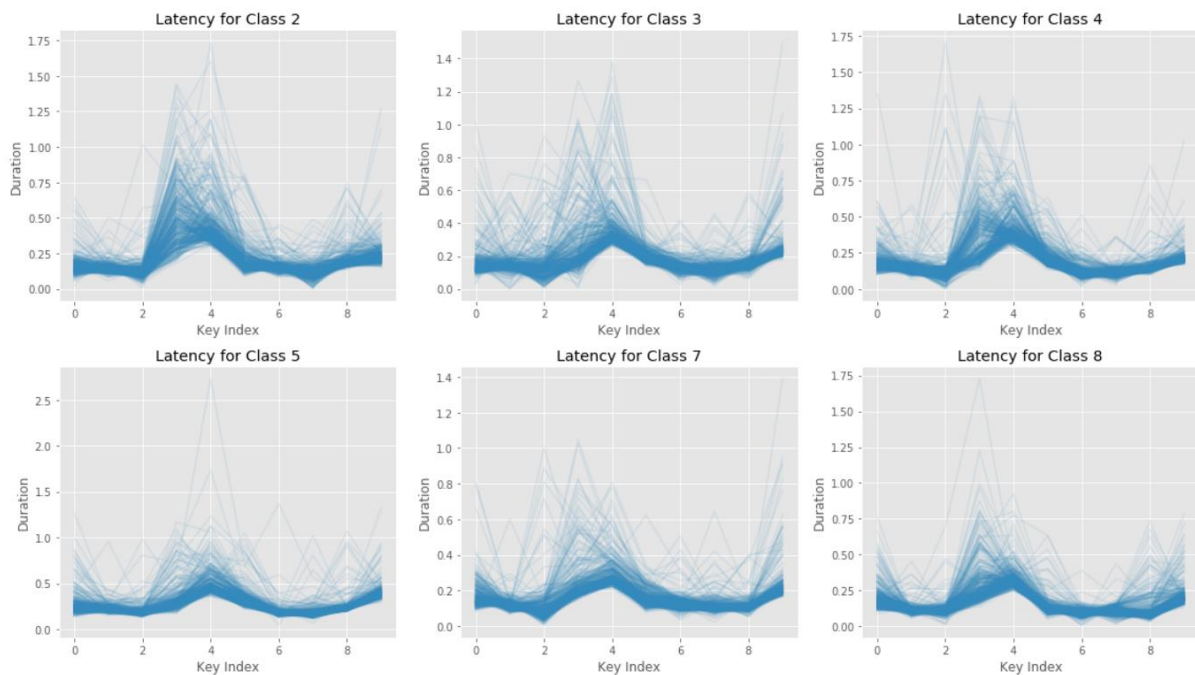 Latency for Class 2
Latency for Class 3
Latency for Class 4
1.75
1.50
1.25
1.00
0.75
0.50
0.25
0.00
Duration
0 2 4 6 8
Key Index
1.4
1.2
1.0
0.8
0.6
0.4
0.2
0.0
Duration
0 2 4 6 8
Key Index
1.75
1.50
1.25
1.00
0.75
0.50
0.25
0.00
Duration
0 2 4 6 8
Key Index
Latency for Class 5
Latency for Class 7
Latency for Class 8
2.5
2.0
1.5
1.0
0.5
0.0
Duration
0 2 4 6 8
Key Index
1.4
1.2
1.0
0.8
0.6
0.4
0.2
0.0
Duration
0 2 4 6 8
Key Index
1.75
1.50
1.25
1.00
0.75
0.50
0.25
0.00
Duration
0 2 4 6 8
Key Index